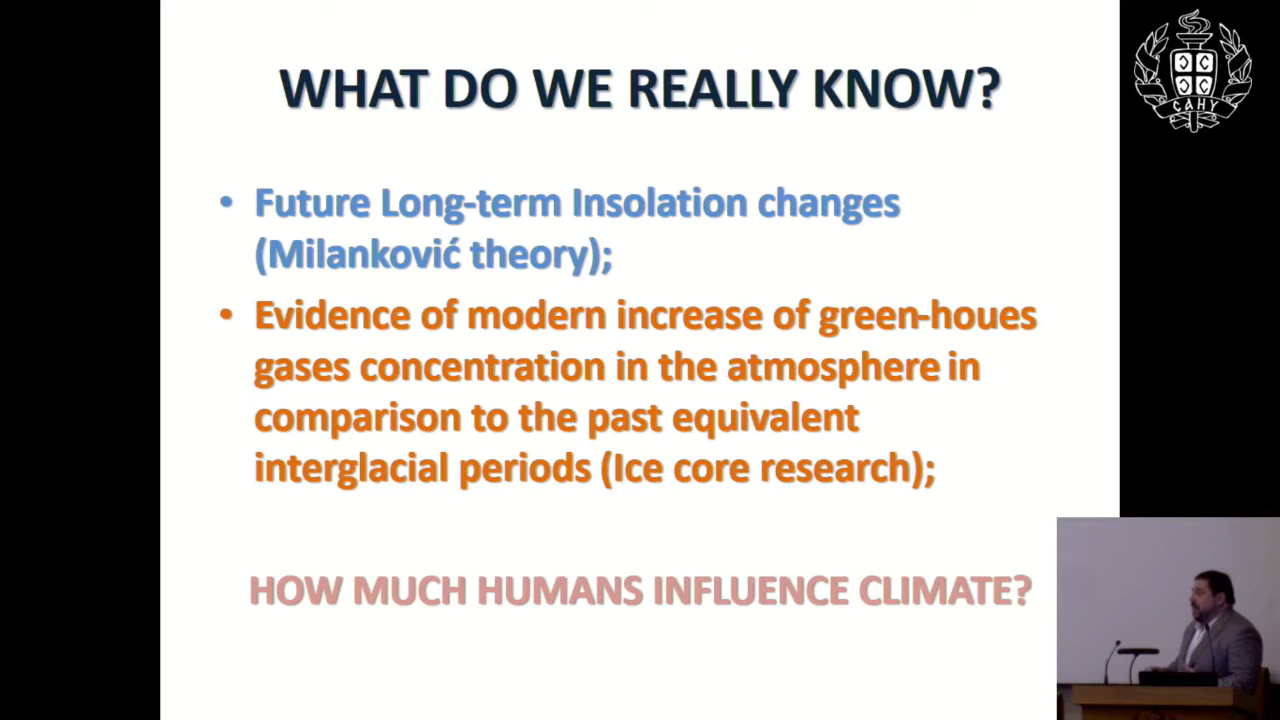 WHAT DO WE REALLY KNOW?
• Future Long-term Insolation changes
(Milanković theory);
• Evidence of modern increase of green-houes
gases concentration in the atmosphere in
comparison to the past equivalent
interglacial periods (Ice core research);
HOW MUCH HUMANS INFLUENCE CLIMATE?
САНУ